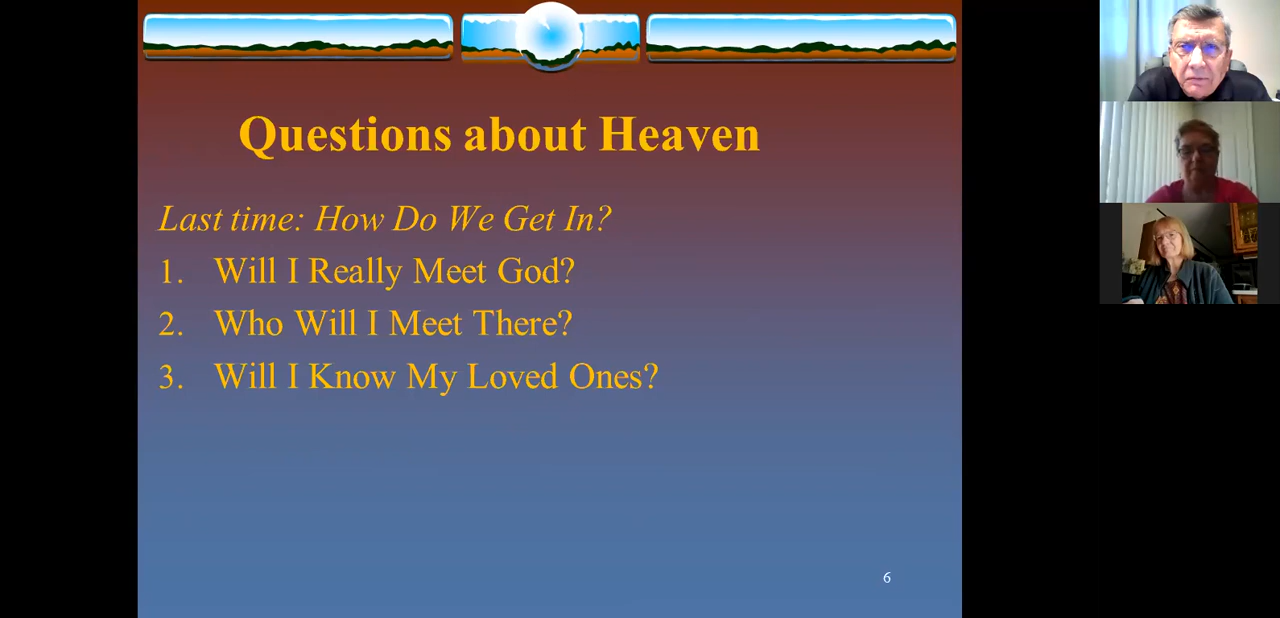 Questions about Heaven
Last time: How Do We Get In?
1. Will I Really Meet God?
2. Who Will I Meet There?
3. Will I Know My Loved Ones?
6